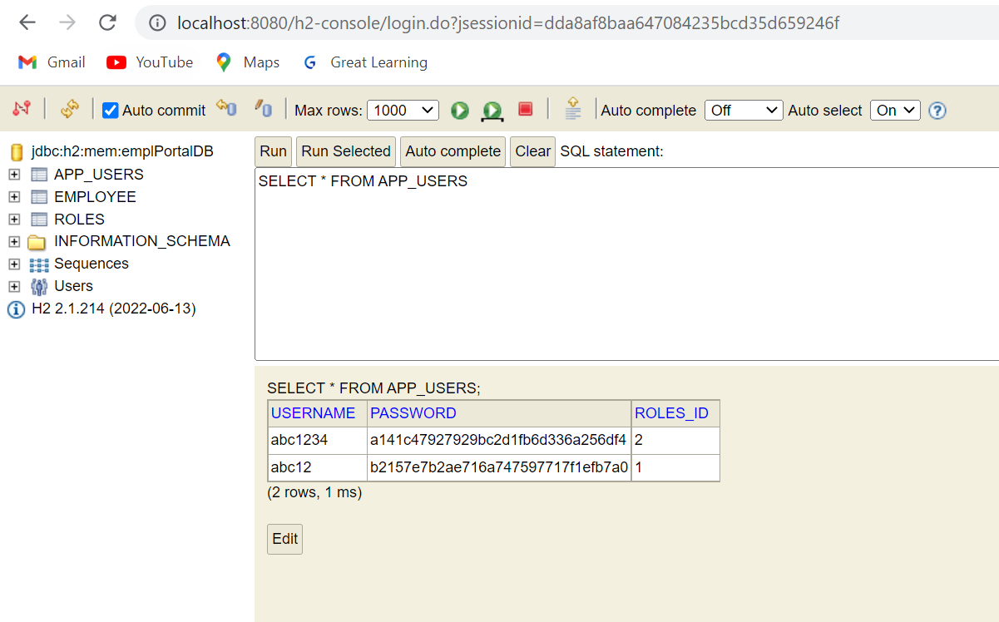 localhost:8080/h2-console/login.do?jsessionid=dda8af8baa647084235bcd35d659246f
Gmail YouTube Maps Great Learning
Auto commit Max rows: 1000 Auto complete Off Auto select On
jdbc:h2:mem:emplPortalDB
APP_USERS
EMPLOYEE
ROLES
INFORMATION_SCHEMA
Sequences
Users
H2 2.1.214 (2022-06-13)
Run Run Selected Auto complete Clear SQL statement:
SELECT * FROM APP_USERS
SELECT * FROM APP_USERS;
USERNAME PASSWORD ROLES_ID
abc1234 a141c47927929bc2d1fb6d336a256df4 2
abc12 b2157e7b2ae716a747597717f1efb7a0 1
(2 rows, 1 ms)
Edit